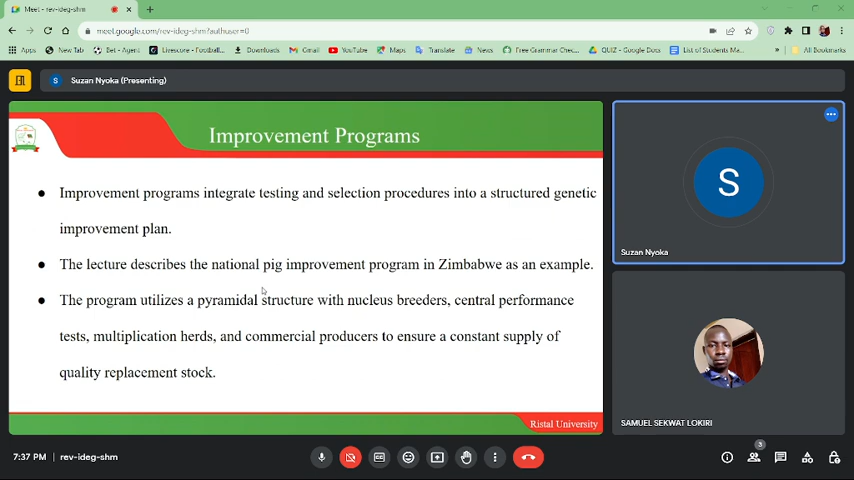 Meet - rev-ideg-shm
meet.google.com/rev-ideg-shm?authuser=0
Apps New Tab Bet - Agent Livescore - Football... Downloads Gmail YouTube Maps Translate News Free Grammar Chec... QUIZ - Google Docs List of Students Ma... » All Bookmarks
S Suzan Nyoka (Presenting)
Improvement Programs
● Improvement programs integrate testing and selection procedures into a structured genetic
improvement plan.
● The lecture describes the national pig improvement program in Zimbabwe as an example.
● The program utilizes a pyramidal structure with nucleus breeders, central performance
tests, multiplication herds, and commercial producers to ensure a constant supply of
quality replacement stock.
Ristal University
S
Suzan Nyoka
SAMUEL SEKWAT LOKIRI
7:37 PM | rev-ideg-shm
3